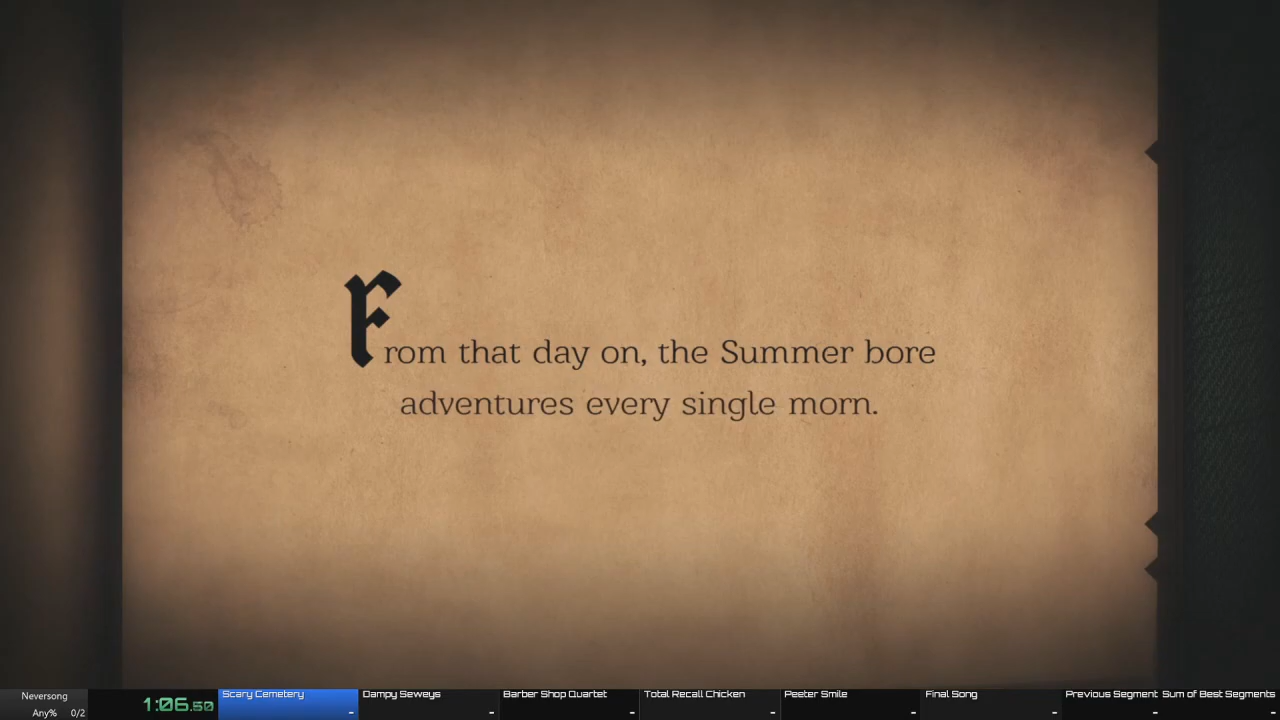 From that day on, the Summer bore
adventures every single morn.
Neversong
Any% 0/2
1:06.50
Scary Cemetery
-
Dampy Seweys
-
Barber Shop Quartet
-
Total Recall Chicken
-
Peeter Smile
-
Final Song
-
Previous Segment
-
Sum of Best Segments
-